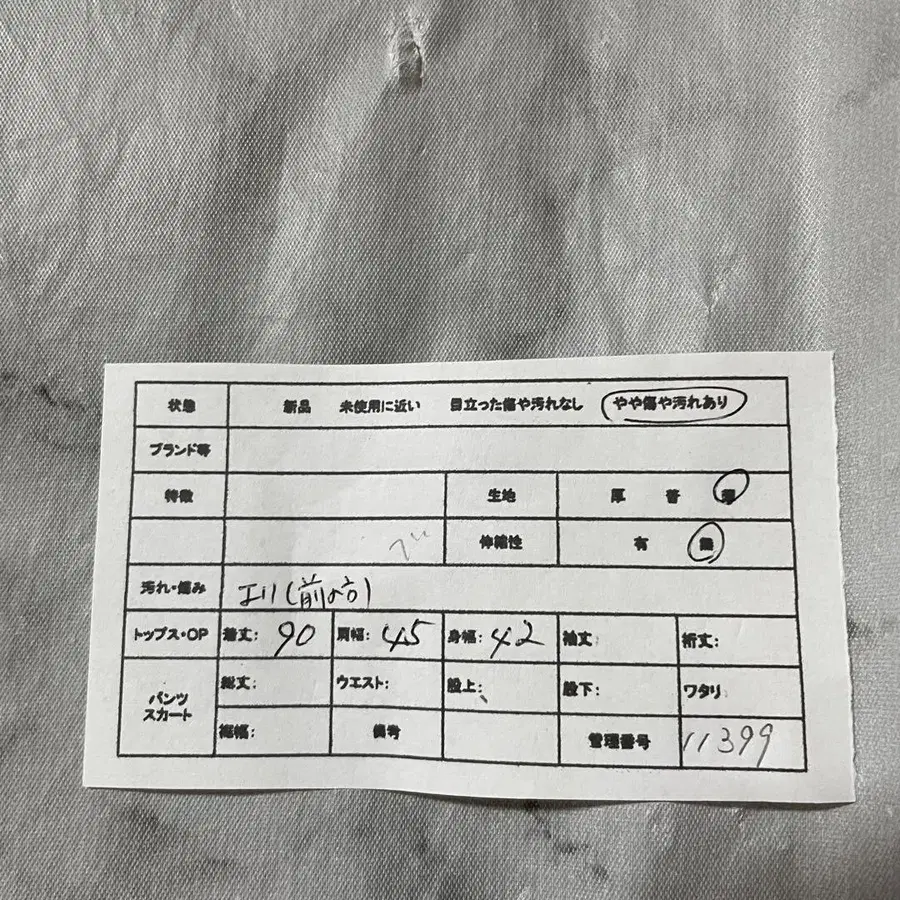 状態 新品 未使用に近い 目立った傷や汚れなし やや傷や汚れあり
ブランド等
特徴 生地 厚 普 薄
伸縮性 有 無
汚れ・傷み エリ(前の方)
トップス・OP 着丈: 90 肩幅: 45 身幅: 42 袖丈: 裄丈:
パンツ スカート 総丈: ウエスト: 股上: 股下: ワタリ:
裾幅: 備考 管理番号 11399